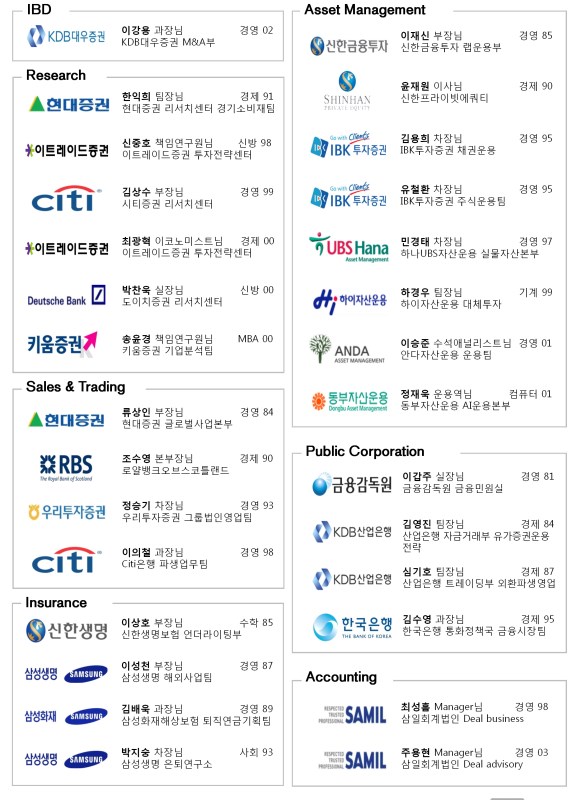 IBD
KDB대우증권
이강용 과장님 경영 02
KDB대우증권 M&A부
Research
현대증권
한익희 팀장님 경제 91
현대증권 리서치센터 경기소비재팀
이트레이드증권
신중호 책임연구원님 신방 98
이트레이드증권 투자전략센터
citi
김상수 부장님 경영 99
시티증권 리서치센터
이트레이드증권
최광혁 이코노미스트님 경제 00
이트레이드증권 투자전략센터
Deutsche Bank
박찬욱 실장님 신방 00
도이치증권 리서치센터
키움증권
송윤경 책임연구원님 MBA 00
키움증권 기업분석팀
Sales & Trading
현대증권
류상인 부장님 경영 84
현대증권 글로벌사업본부
RBS
The Royal Bank of Scotland
조수영 본부장님 경제 90
로얄뱅크오브스코틀랜드
우리투자증권
정승기 차장님 경영 93
우리투자증권 그룹법인영업팀
citi
이의철 과장님 경영 98
Citi은행 파생업무팀
Insurance
신한생명
이상호 부장님 수학 85
신한생명보험 언더라이팅부
삼성생명 SAMSUNG
이성천 부장님 경영 87
삼성생명 해외사업팀
삼성화재 SAMSUNG
김배욱 과장님 경영 89
삼성화재해상보험 퇴직연금기획팀
삼성생명 SAMSUNG
박지숭 차장님 사회 93
삼성생명 은퇴연구소
Asset Management
신한금융투자
이재신 부장님 경영 85
신한금융투자 랩운용부
SHINHAN
PRIVATE EQUITY
윤재원 이사님 경제 90
신한프라이빗에쿼티
Go with Clients
IBK 투자증권
김용희 차장님 경영 95
IBK투자증권 채권운용
Go with Clients
IBK 투자증권
유철환 차장님 경영 95
IBK투자증권 주식운용팀
UBS Hana
Asset Management
민경태 차장님 경영 97
하나UBS자산운용 실물자산본부
하이자산운용
하경우 팀장님 기계 99
하이자산운용 대체투자
ANDA
ASSET MANAGEMENT
이승준 수석애널리스트님 경영 01
안다자산운용 운용팀
동부자산운용
Dongbu Asset Management
정재욱 운용역님 컴퓨터 01
동부자산운용 AI운용본부
Public Corporation
금융감독원
이갑주 실장님 경영 81
금융감독원 금융민원실
KDB산업은행
김영진 팀장님 경제 84
산업은행 자금거래부 유가증권운용
전략
KDB산업은행
심기호 팀장님 경제 87
산업은행 트레이딩부 외환파생영업
한국은행
THE BANK OF KOREA
김수영 과장님 경제 95
한국은행 통화정책국 금융시장팀
Accounting
RESPECTED
TRUSTED
PROFESSIONAL
SAMIL
최성흠 Manager님 경영 98
삼일회계법인 Deal business
RESPECTED
TRUSTED
PROFESSIONAL
SAMIL
주용현 Manager님 경영 03
삼일회계법인 Deal advisory